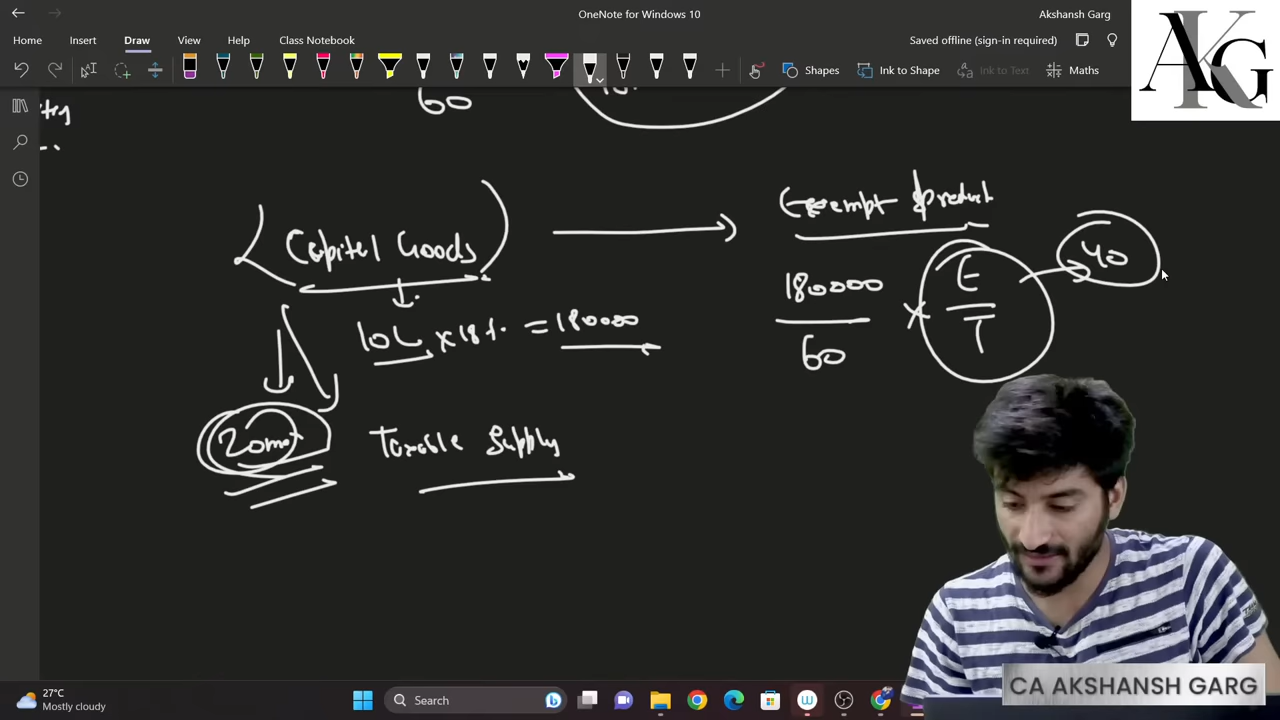 OneNote for Windows 10
Akshansh Garg
Home Insert Draw View Help Class Notebook
Saved offline (sign-in required)
Shapes Ink to Shape Ink to Text Maths
AKG
60
Capital Goods
Exempt product
10L x 18% = 180000
180000
60
x
E
T
40
20mo
Taxable Supply
CA AKSHANSH GARG
27°C
Mostly cloudy
Search